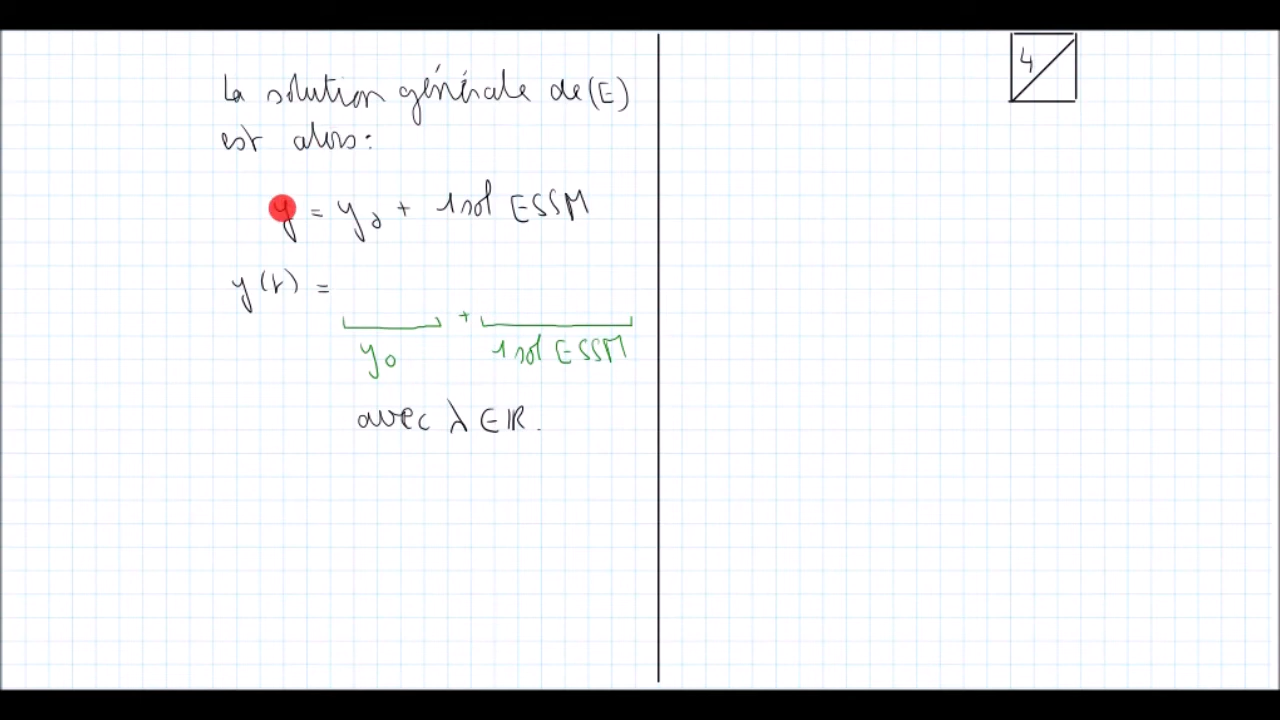 La solution générale de (E)
est alors :
y = y₀ + 1 sol ESSM
y(t) =
+
y₀ 1 sol ESSM
avec λ ∈ ℝ.
4